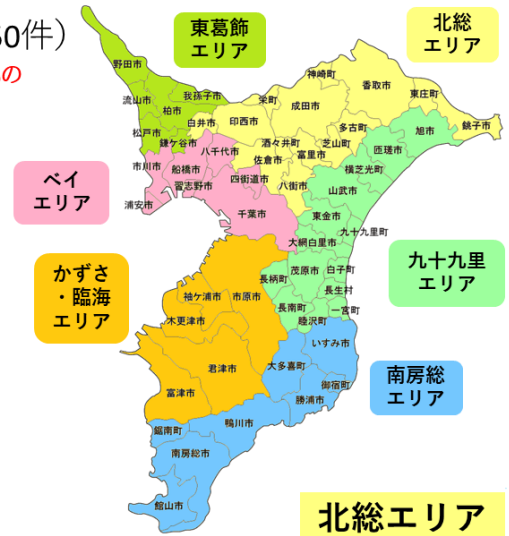 0件）
の
東葛飾
エリア
北総
エリア
野田市
流山市
柏市
我孫子市
松戸市
鎌ケ谷市
白井市
印西市
栄町
成田市
神崎町
香取市
東庄町
銚子市
多古町
旭市
酒々井町
芝山町
匝瑳市
佐倉市
富里市
横芝光町
八街市
山武市
市川市
船橋市
八千代市
習志野市
四街道市
浦安市
千葉市
東金市
九十九里町
大網白里市
ベイ
エリア
九十九里
エリア
かずさ
・臨海
エリア
長柄町
茂原市
白子町
長生村
長南町
一宮町
睦沢町
袖ケ浦市
市原市
木更津市
君津市
富津市
いすみ市
大多喜町
御宿町
勝浦市
南房総
エリア
鴨川市
鋸南町
南房総市
館山市
北総エリア